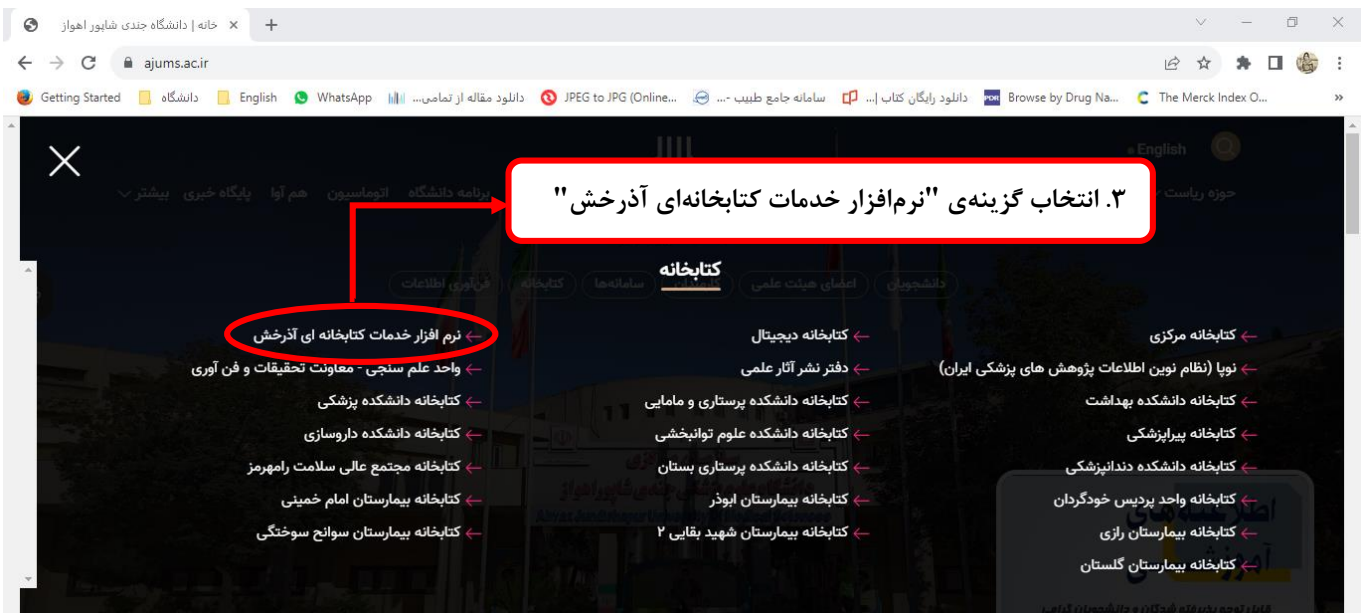 خانه | دانشگاه جندی شاپور اهواز
ajums.ac.ir
Getting Started دانشگاه English WhatsApp دانلود مقاله از تمامی... JPEG to JPG (Online... سامانه جامع طبیب -... دانلود رایگان کتاب |... PDR Browse by Drug Na... The Merck Index O... »
English
حوزه ریاست برنامه دانشگاه اتوماسیون هم آوا پایگاه خبری بیشتر
۳. انتخاب گزینه‌ی "نرم‌افزار خدمات کتابخانه‌ای آذرخش"
کتابخانه
دانشجویان اعضای هیئت علمی کارمندان سامانه‌ها کتابخانه فن‌آوری اطلاعات
کتابخانه مرکزی کتابخانه دیجیتال نرم افزار خدمات کتابخانه ای آذرخش
نوپا (نظام نوین اطلاعات پژوهش های پزشکی ایران) دفتر نشر آثار علمی واحد علم سنجی - معاونت تحقیقات و فن آوری
کتابخانه دانشکده بهداشت کتابخانه دانشکده پرستاری و مامایی کتابخانه دانشکده پزشکی
کتابخانه پیراپزشکی کتابخانه دانشکده علوم توانبخشی کتابخانه دانشکده داروسازی
کتابخانه دانشکده دندانپزشکی کتابخانه دانشکده پرستاری بستان کتابخانه مجتمع عالی سلامت رامهرمز
کتابخانه واحد پردیس خودگردان کتابخانه بیمارستان ابوذر کتابخانه بیمارستان امام خمینی
کتابخانه بیمارستان رازی کتابخانه بیمارستان شهید بقایی ۲ کتابخانه بیمارستان سوانح سوختگی
کتابخانه بیمارستان گلستان
اطلاعیه های
آموزشی